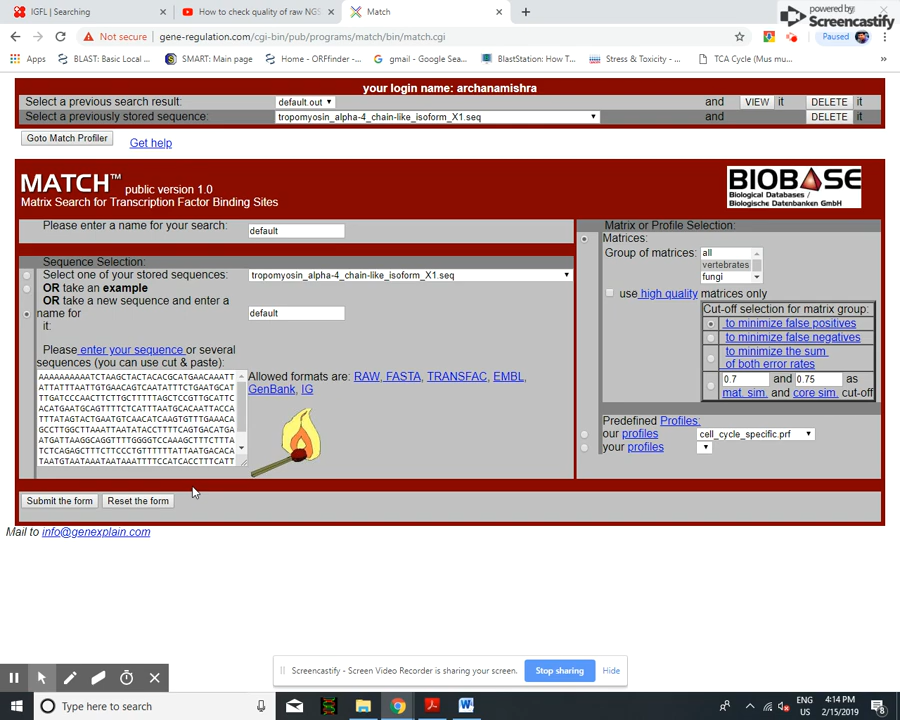 IGFL | Searching
How to check quality of raw NGS
Match
powered by:
Screencastify
Not secure
gene-regulation.com/cgi-bin/pub/programs/match/bin/match.cgi
Paused
Apps
BLAST: Basic Local ...
SMART: Main page
Home - ORFfinder-...
gmail - Google Sea...
BlastStation: How T...
Stress & Toxicity -...
TCA Cycle (Mus mu...
»
your login name: archanamishra
Select a previous search result:
default.out
and
VIEW
it
DELETE
it
Select a previously stored sequence:
tropomyosin_alpha-4_chain-like_isoform_X1.seq
and
DELETE
it
Goto Match Profiler
Get help
MATCH™ public version 1.0
Matrix Search for Transcription Factor Binding Sites
BIOBASE
Biological Databases /
Biologische Datenbanken GmbH
Please enter a name for your search:
default
Sequence Selection:
Select one of your stored sequences:
tropomyosin_alpha-4_chain-like_isoform_X1.seq
OR take an example
OR take a new sequence and enter a
name for
default
it:
Please enter your sequence or several
sequences (you can use cut & paste):
AAAAAAAAAATCTAAGCTACTACACGCATGAACAAATT
ATTATTTATTGTGAACAGTCAATATTTCTGAATGCAT
TTGATCCCAACTTCTTGCTTTTTAGCTCCGTTGCATTC
ACATGAATGCAGTTTTCTCATTTAATGCACAATTACCA
TTTATAGTACTGAATGTCAACATCAAGTGTTTGAAACA
GCCTTGGCTTAAATTAATATACCTTTTCAGTGACATGA
ATGATTAAGGCAGGTTTTGGGGTCCAAAGCTTTCTTTA
TCTCAGAGCTTTCTTCCCTGTTTTTTATTAATGACACA
TAATGTAATAAATAATAAATTTTCCATCACCTTTCATT
Allowed formats are: RAW, FASTA, TRANSFAC, EMBL,
GenBank, IG
Matrix or Profile Selection:
Matrices:
Group of matrices:
all
vertebrates
fungi
use high quality matrices only
Cut-off selection for matrix group:
to minimize false positives
to minimize false negatives
to minimize the sum
of both error rates
0.7 and 0.75 as
mat. sim. and core sim. cut-off
Predefined Profiles:
our profiles
cell_cycle_specific.prf
your profiles
Submit the form
Reset the form
Mail to info@genexplain.com
Screencastify - Screen Video Recorder is sharing your screen.
Stop sharing
Hide
Type here to search
ENG
US
4:14 PM
2/15/2019
8